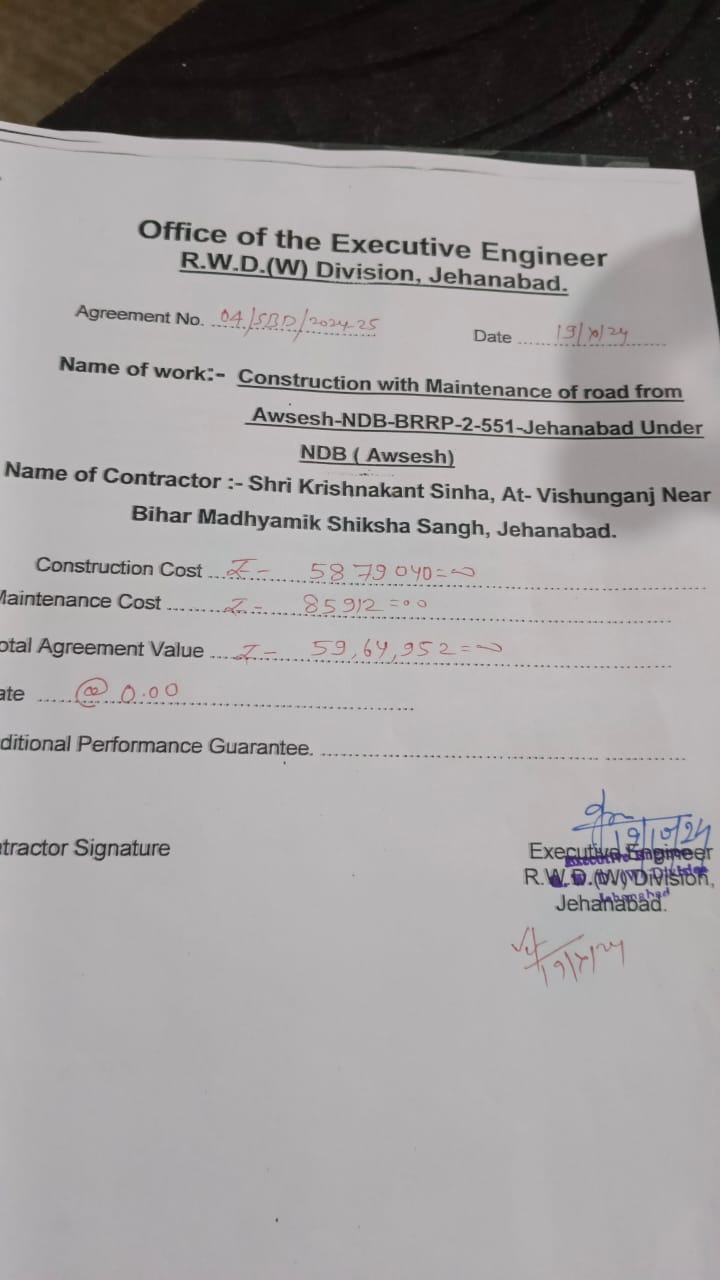 Office of the Executive Engineer
R.W.D.(W) Division, Jehanabad.
Agreement No. 04/SBD/2024-25
Date 19/X/24
Name of work:- Construction with Maintenance of road from
Awsesh-NDB-BRRP-2-551-Jehanabad Under
NDB ( Awsesh)
Name of Contractor :- Shri Krishnakant Sinha, At- Vishunganj Near
Bihar Madhyamik Shiksha Sangh, Jehanabad.
Construction Cost 5879040=00
Maintenance Cost 85912=00
otal Agreement Value 59,64,952=00
ate @ 0.00
ditional Performance Guarantee.
19/10/24
tractor Signature
Executive Engineer
R.W.D.(W) Division,
Jehanabad.
19/X/24